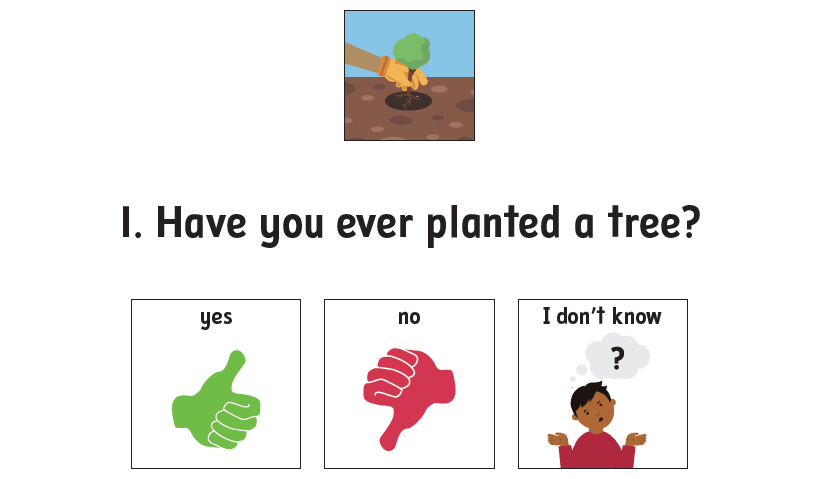 1. Have you ever planted a tree?
yes
no
I don't know
?